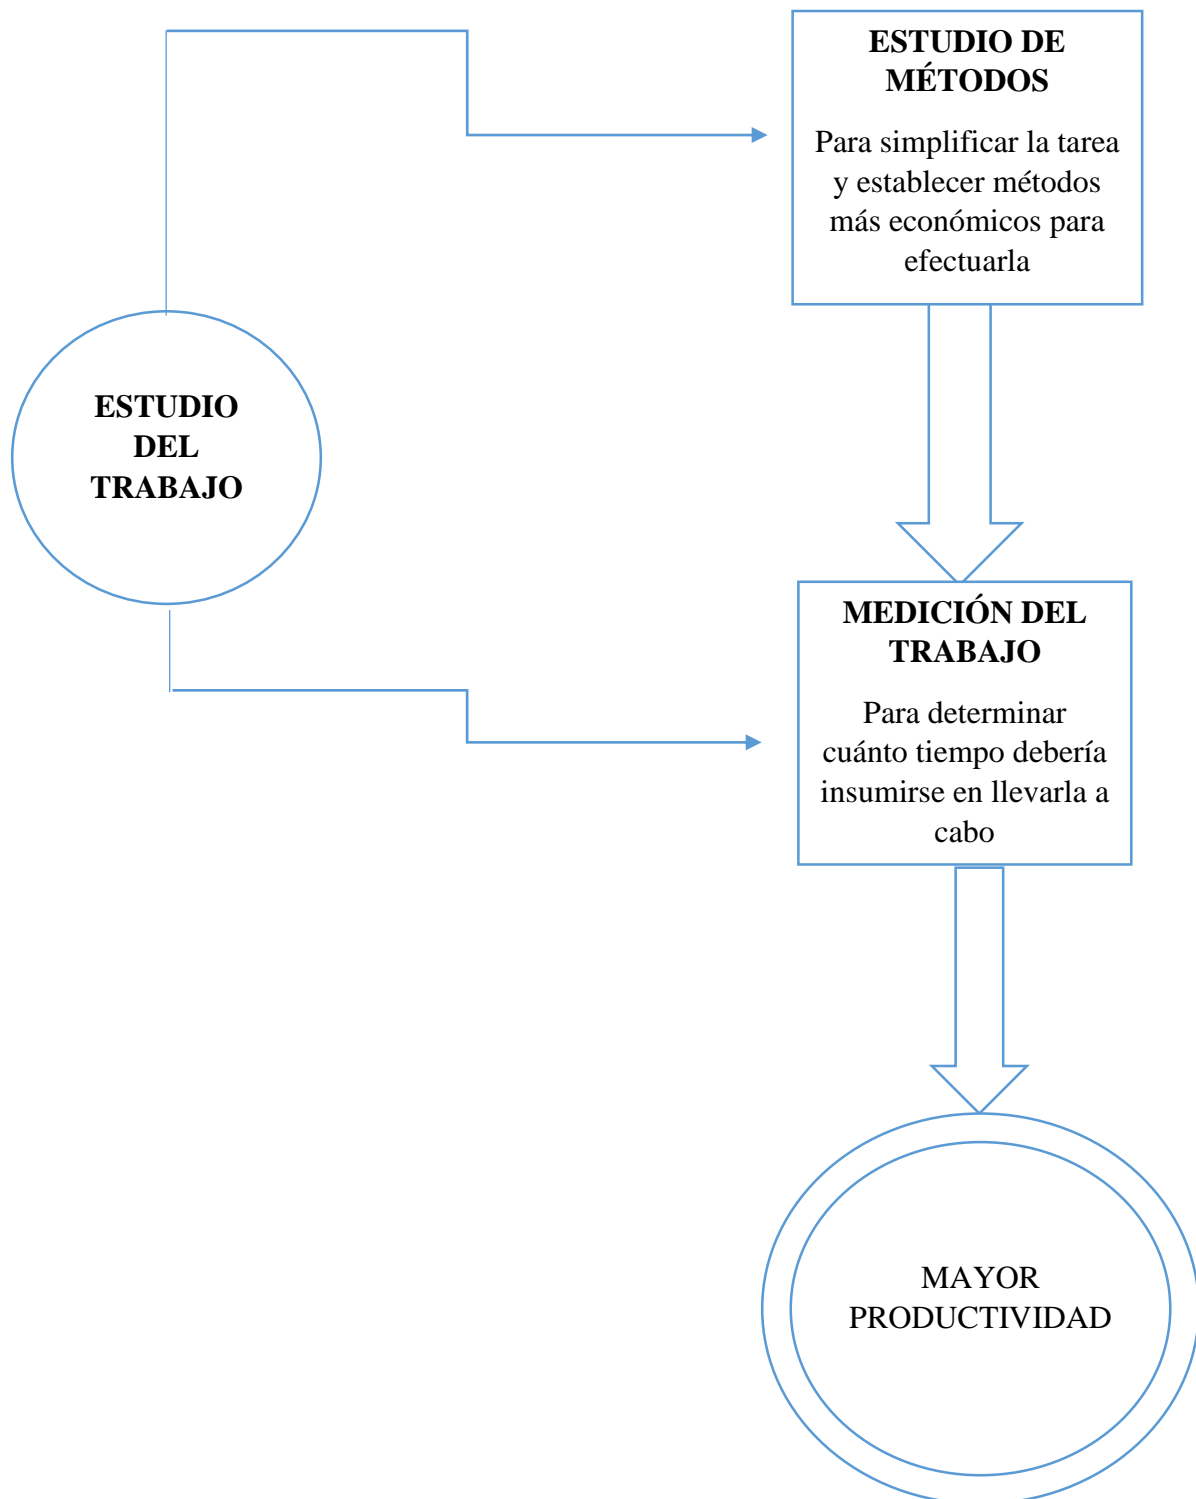 ESTUDIO DE
MÉTODOS
Para simplificar la tarea
y establecer métodos
más económicos para
efectuarla
ESTUDIO
DEL
TRABAJO
MEDICIÓN DEL
TRABAJO
Para determinar
cuánto tiempo debería
insumirse en llevarla a
cabo
MAYOR
PRODUCTIVIDAD